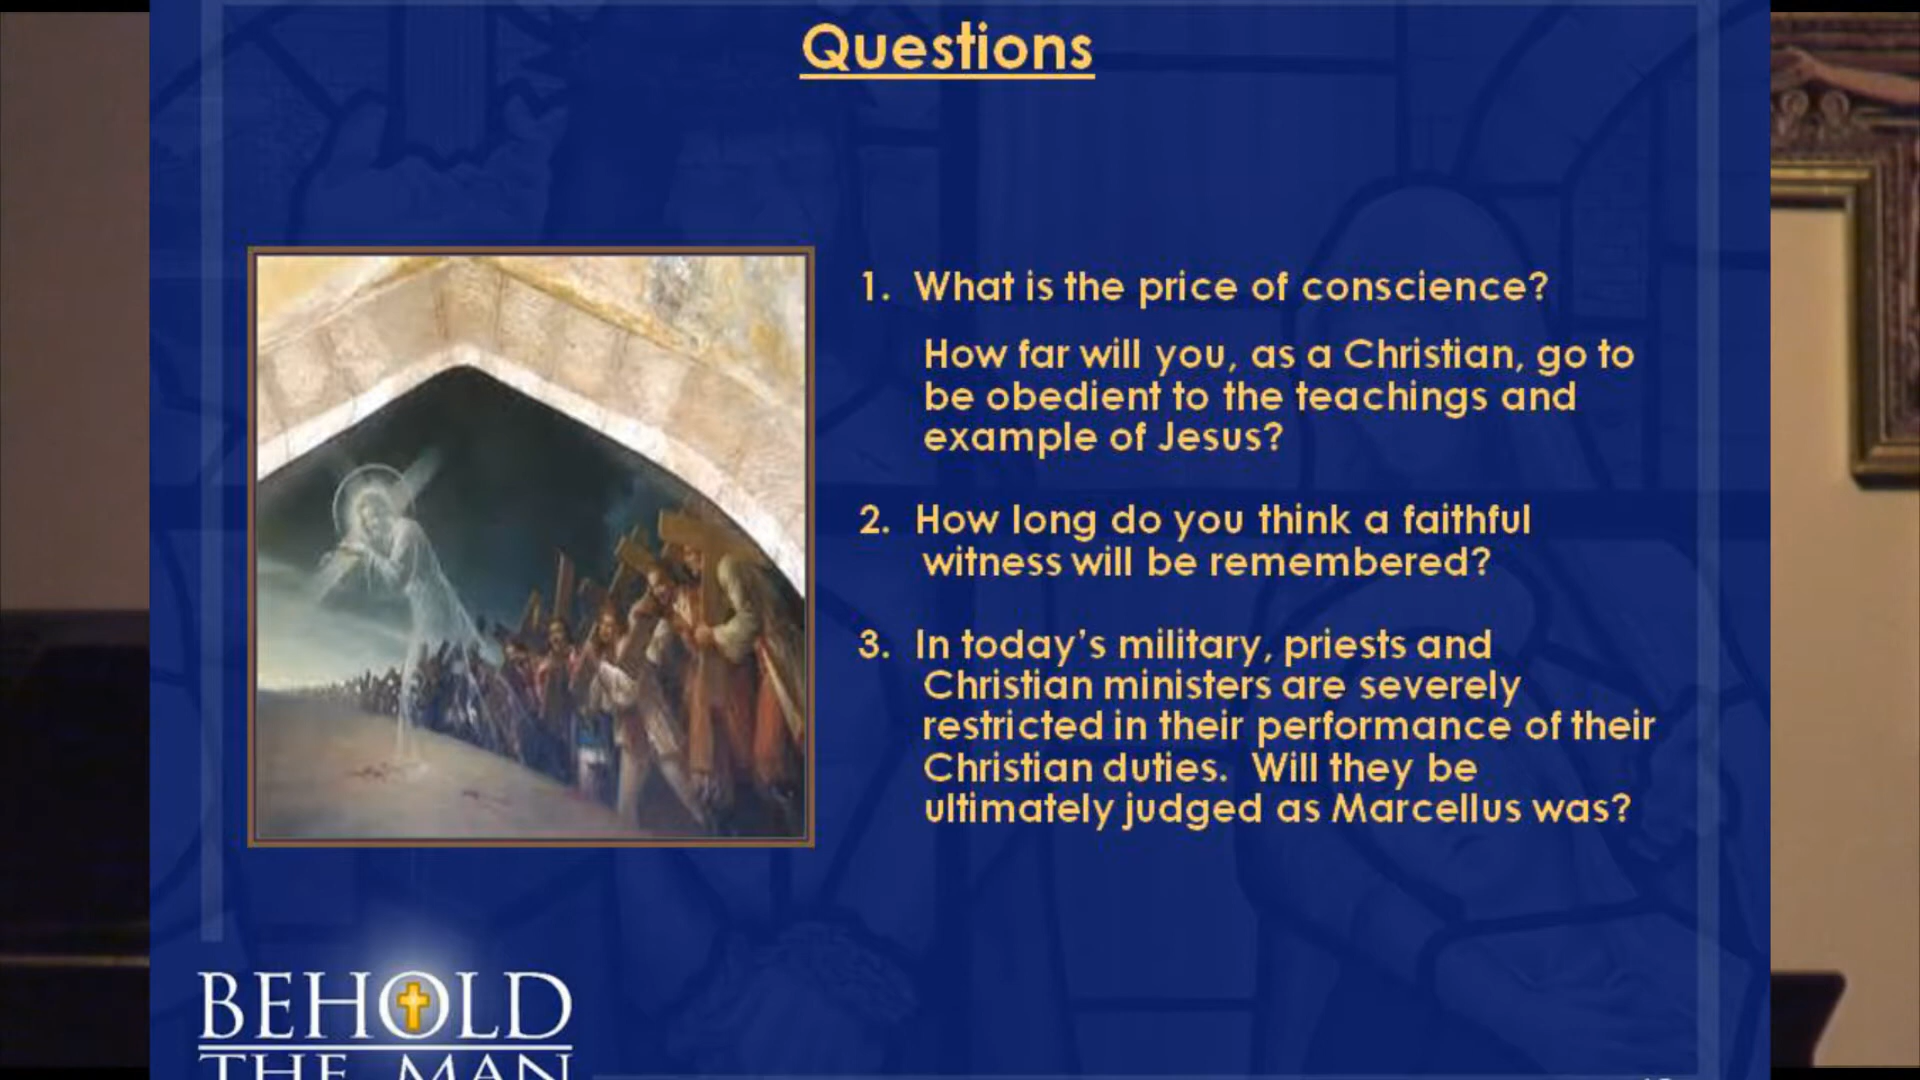 Questions
1. What is the price of conscience?
How far will you, as a Christian, go to
be obedient to the teachings and
example of Jesus?
2. How long do you think a faithful
witness will be remembered?
3. In today's military, priests and
Christian ministers are severely
restricted in their performance of their
Christian duties. Will they be
ultimately judged as Marcellus was?
BEHOLD
THE MAN